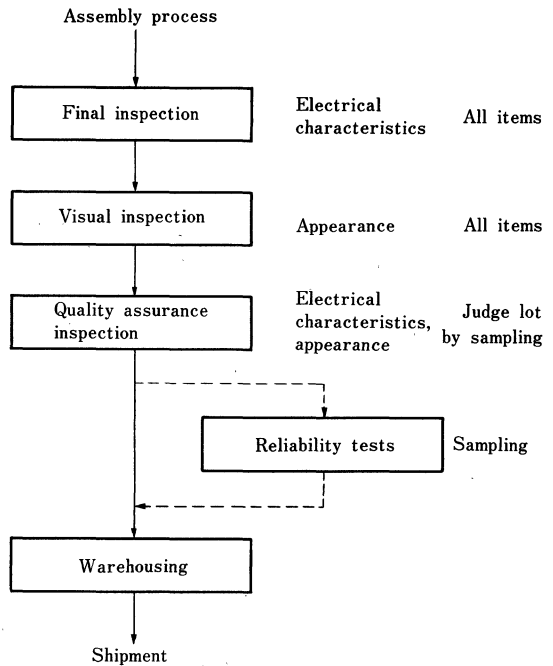 Assembly process
Final inspection
Electrical
characteristics
All items
Visual inspection
Appearance
All items
Quality assurance
inspection
Electrical
characteristics,
appearance
Judge lot
by sampling
Reliability tests
Sampling
Warehousing
Shipment